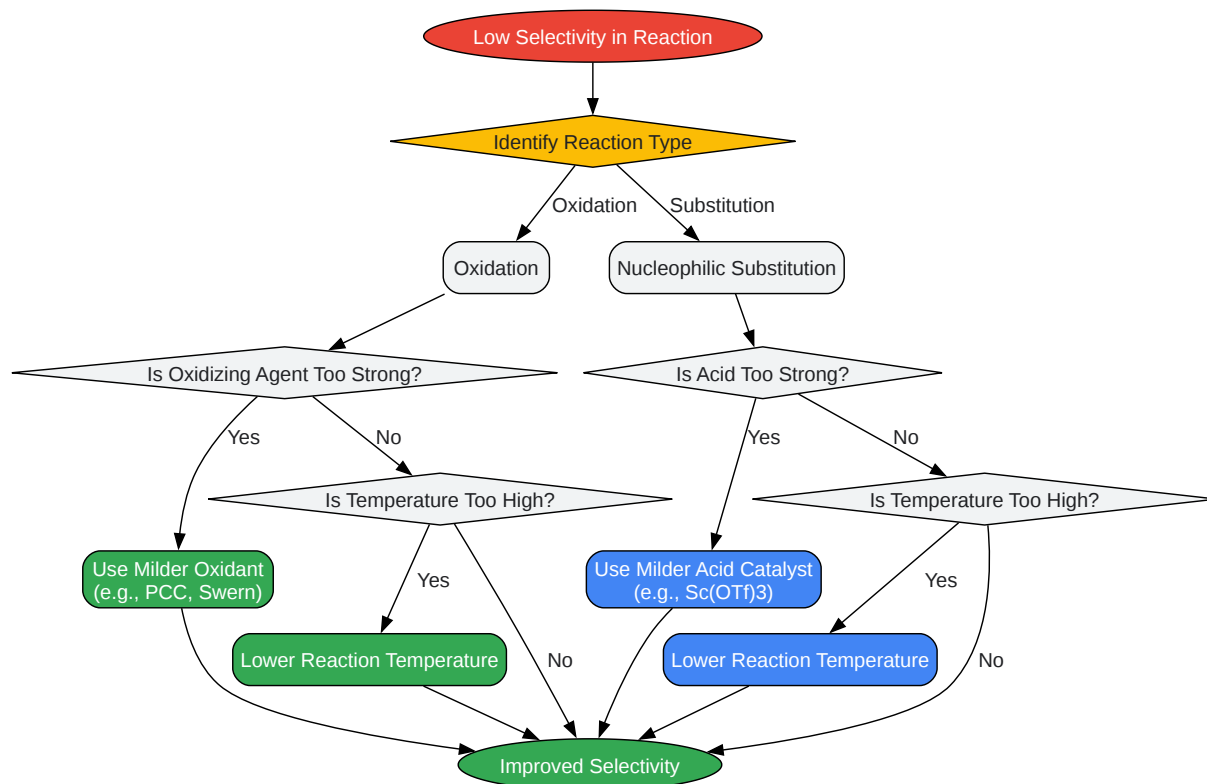 Low Selectivity in Reaction
Identify Reaction Type
Oxidation
Substitution
Oxidation
Nucleophilic Substitution
Is Oxidizing Agent Too Strong?
Is Acid Too Strong?
Yes
No
Yes
No
Is Temperature Too High?
Is Temperature Too High?
Use Milder Oxidant
(e.g., PCC, Swern)
Yes
Use Milder Acid Catalyst
(e.g., Sc(OTf)3)
Yes
Lower Reaction Temperature
No
Lower Reaction Temperature
No
Improved Selectivity